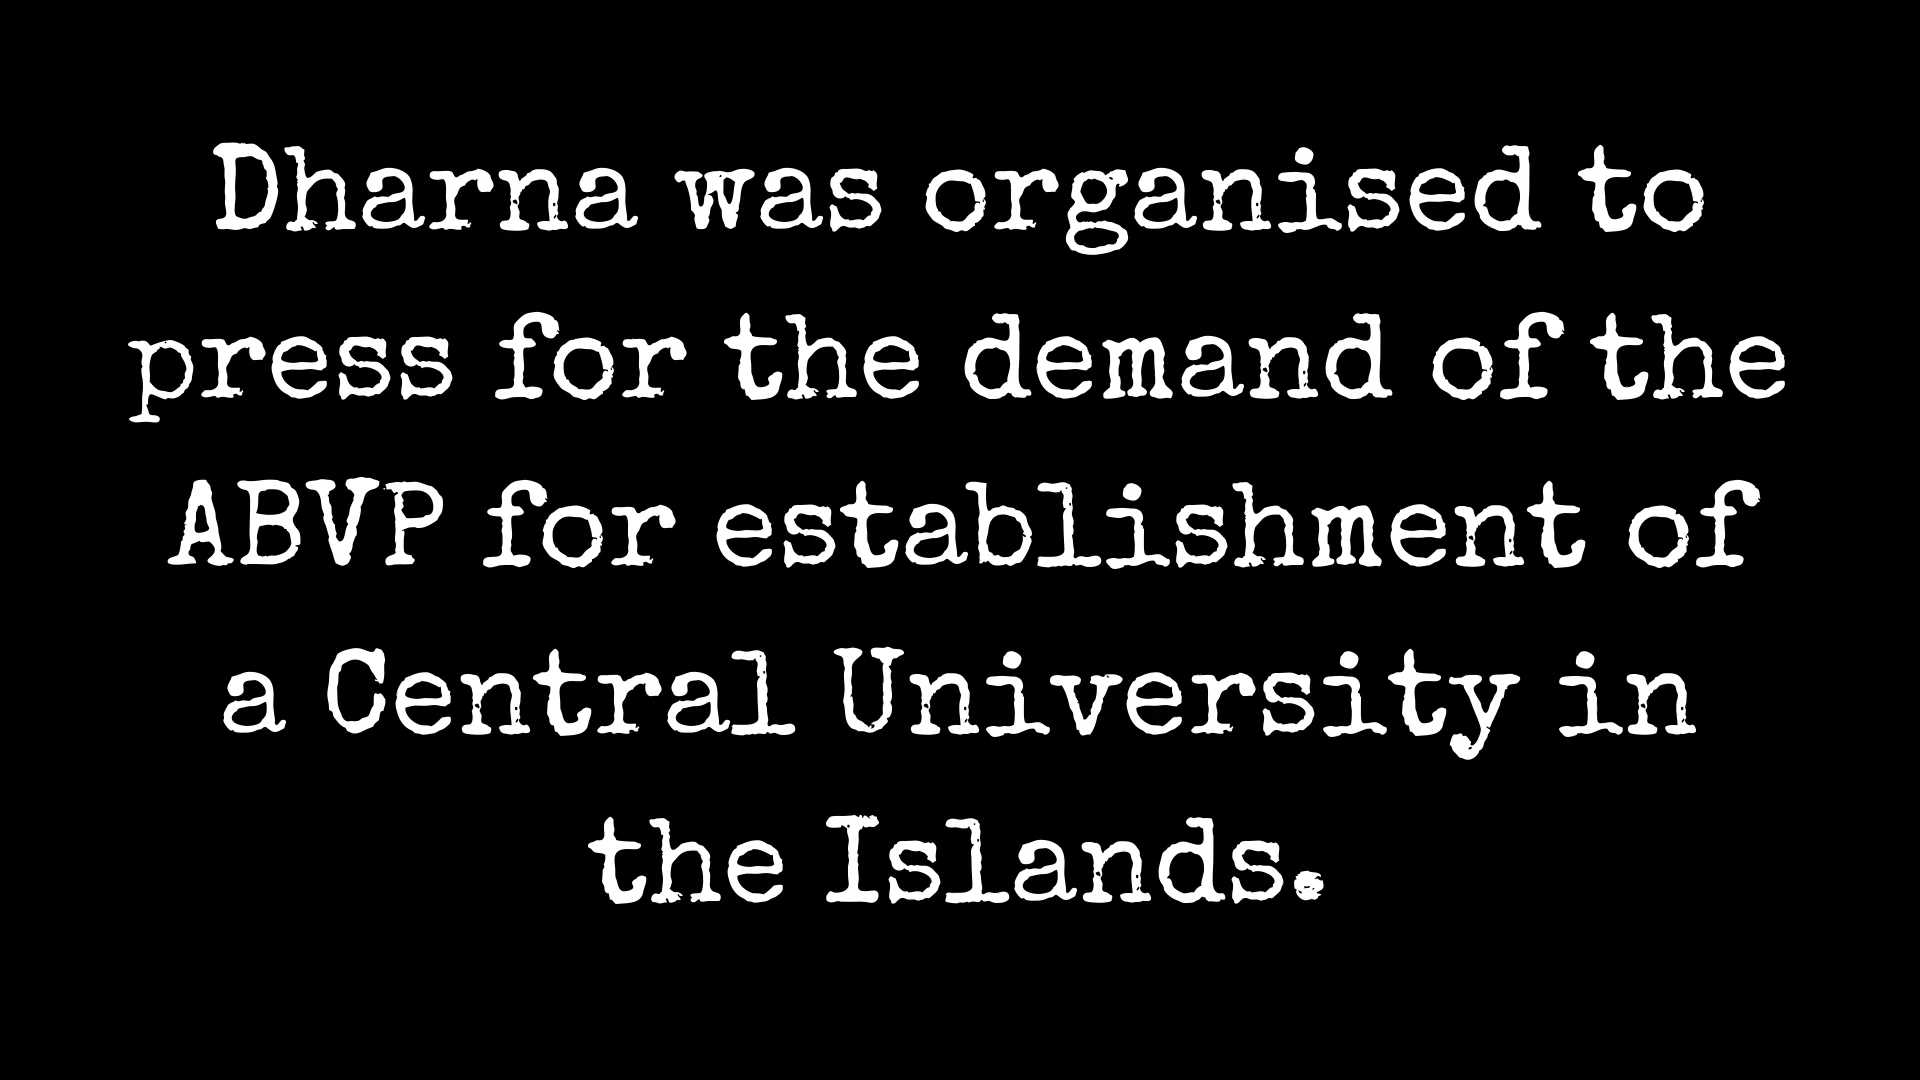 Dharna was organised to
press for the demand of the
ABVP for establishment of
a Central University in
the Islands.